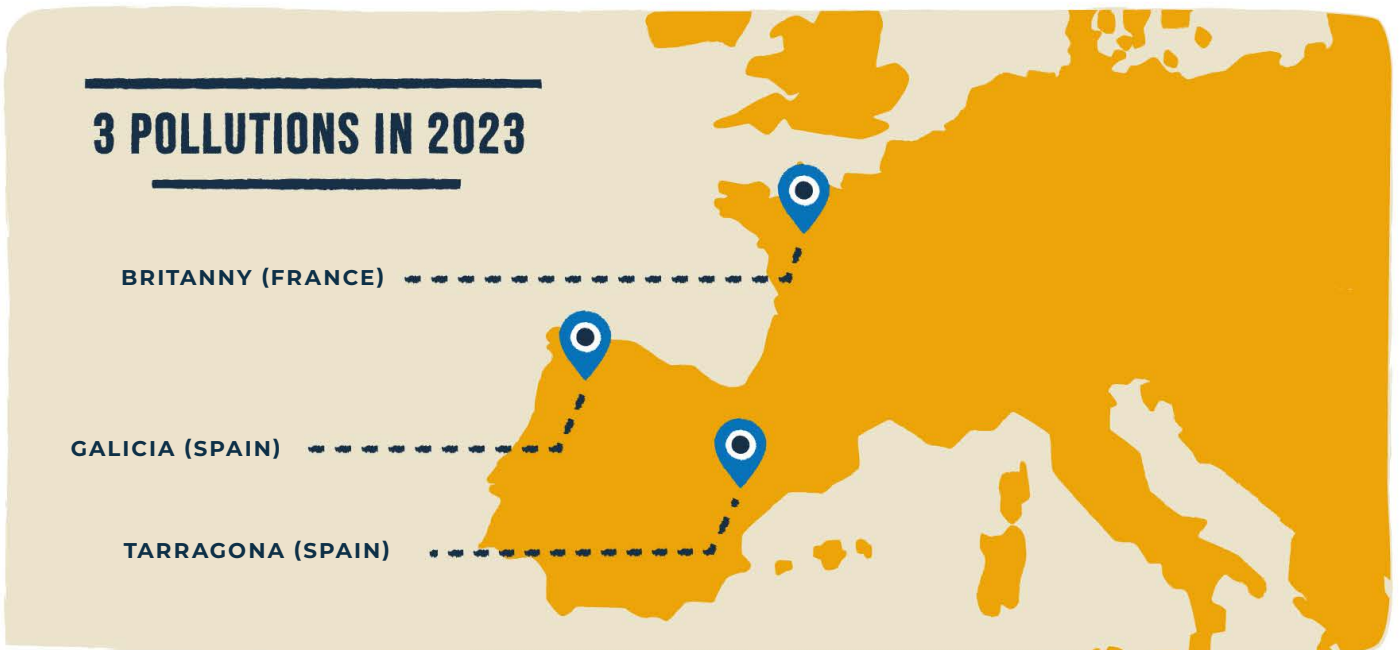 3 POLLUTIONS IN 2023
BRITANNY (FRANCE)
GALICIA (SPAIN)
TARRAGONA (SPAIN)